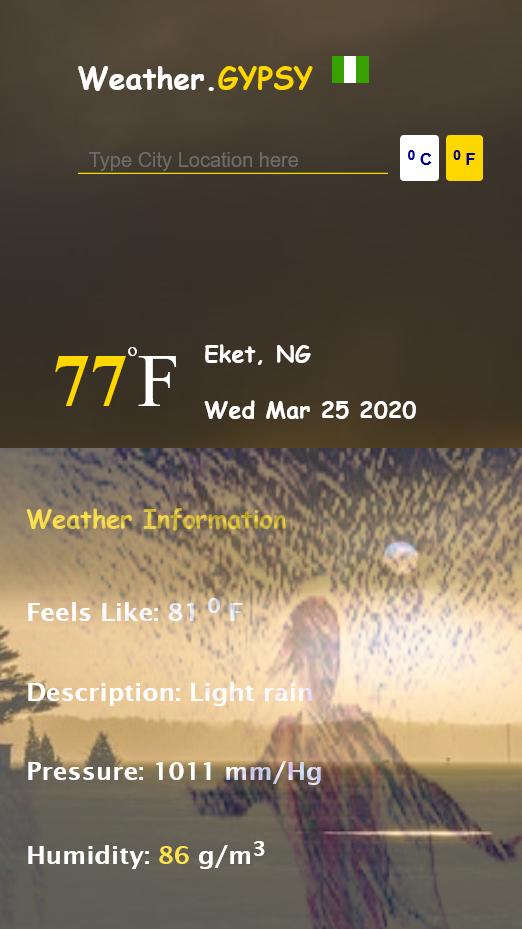 Weather.GYPSY
Type City Location here
⁰ C
⁰ F
77°F
Eket, NG
Wed Mar 25 2020
Weather Information
Feels Like: 81 ⁰ F
Description: Light rain
Pressure: 1011 mm/Hg
Humidity: 86 g/m³